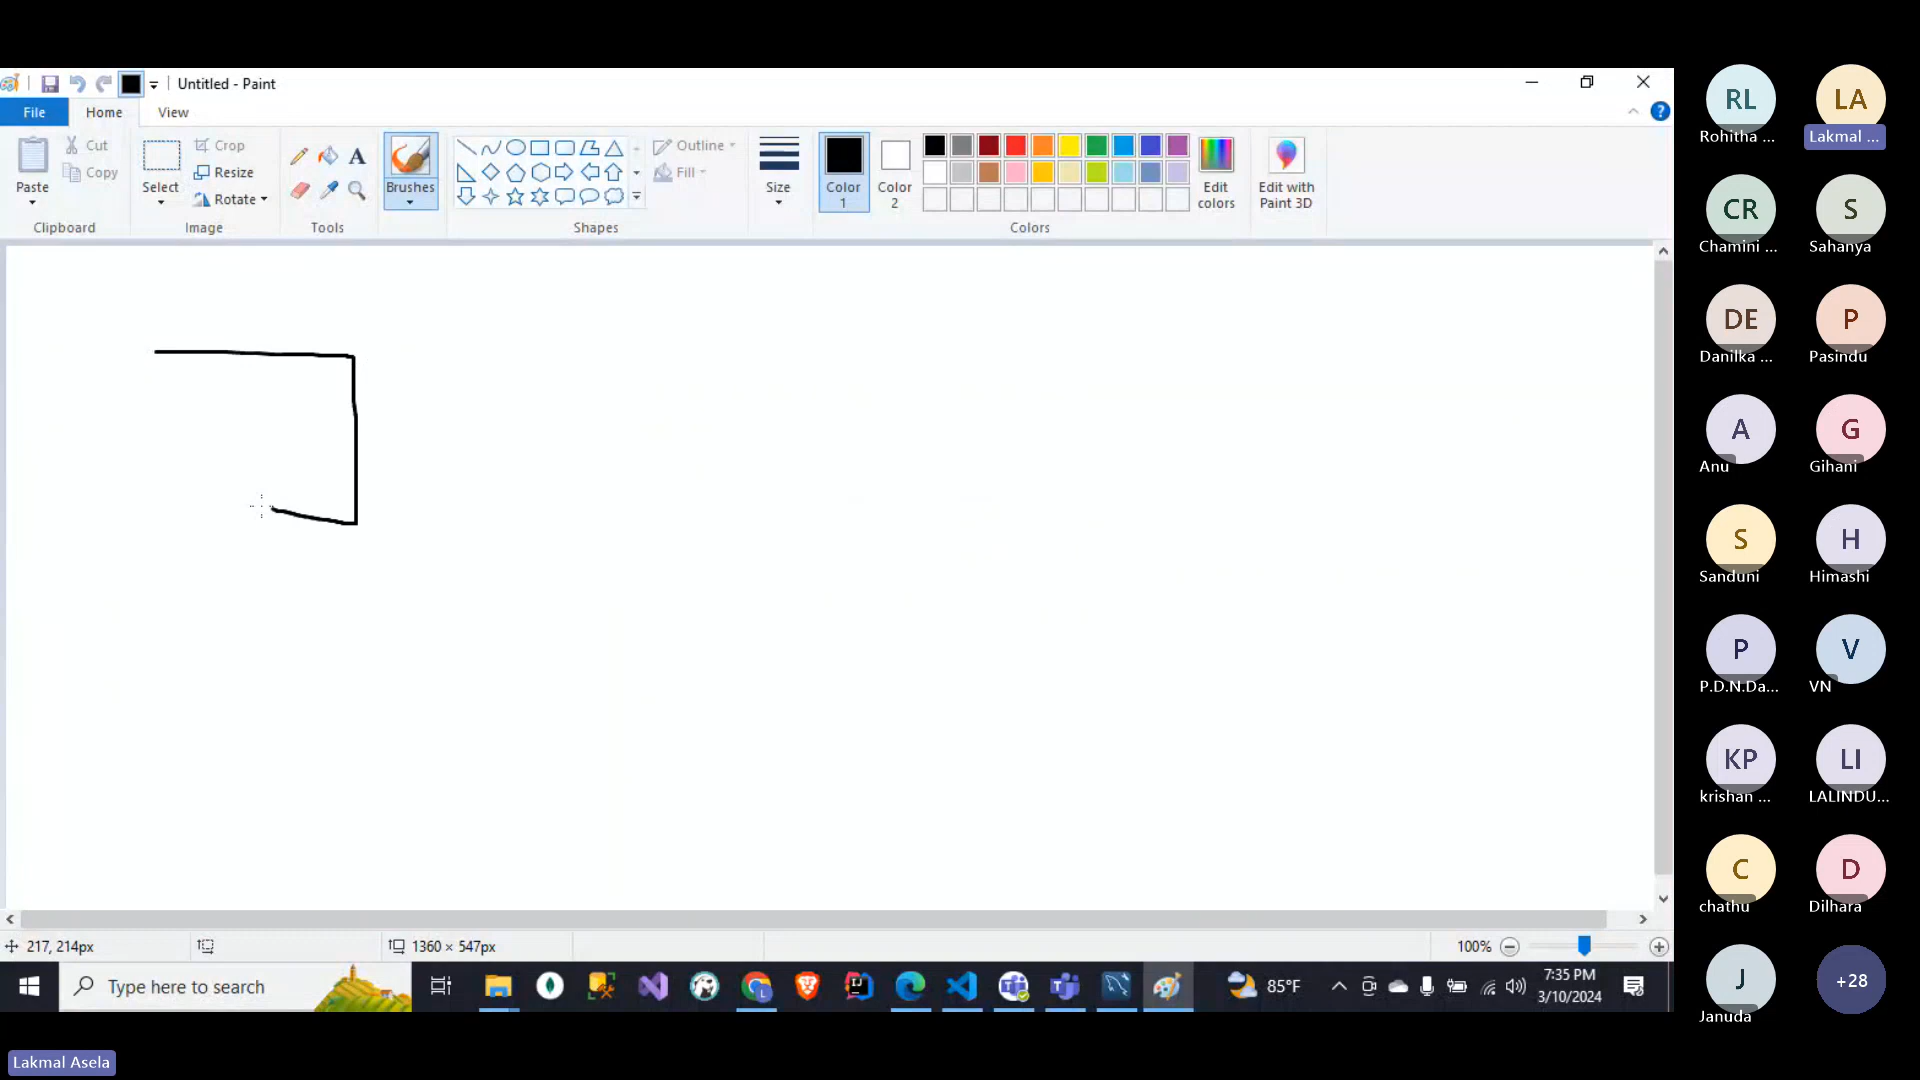 Untitled - Paint
File
Home
View
Paste
Cut
Copy
Clipboard
Select
Crop
Resize
Rotate
Image
A
Tools
Brushes
Shapes
Outline
Fill
Size
Color
1
Color
2
Colors
Edit
colors
Edit with
Paint 3D
217, 214px
1360 × 547px
100%
Type here to search
85°F
7:35 PM
3/10/2024
Lakmal Asela
RL
Rohitha ...
LA
Lakmal ...
CR
Chamini ...
S
Sahanya
DE
Danilka ...
P
Pasindu
A
Anu
G
Gihani
S
Sanduni
H
Himashi
P
P.D.N.Da...
V
VN
KP
krishan ...
LI
LALINDU...
C
chathu
D
Dilhara
J
Januda
+28